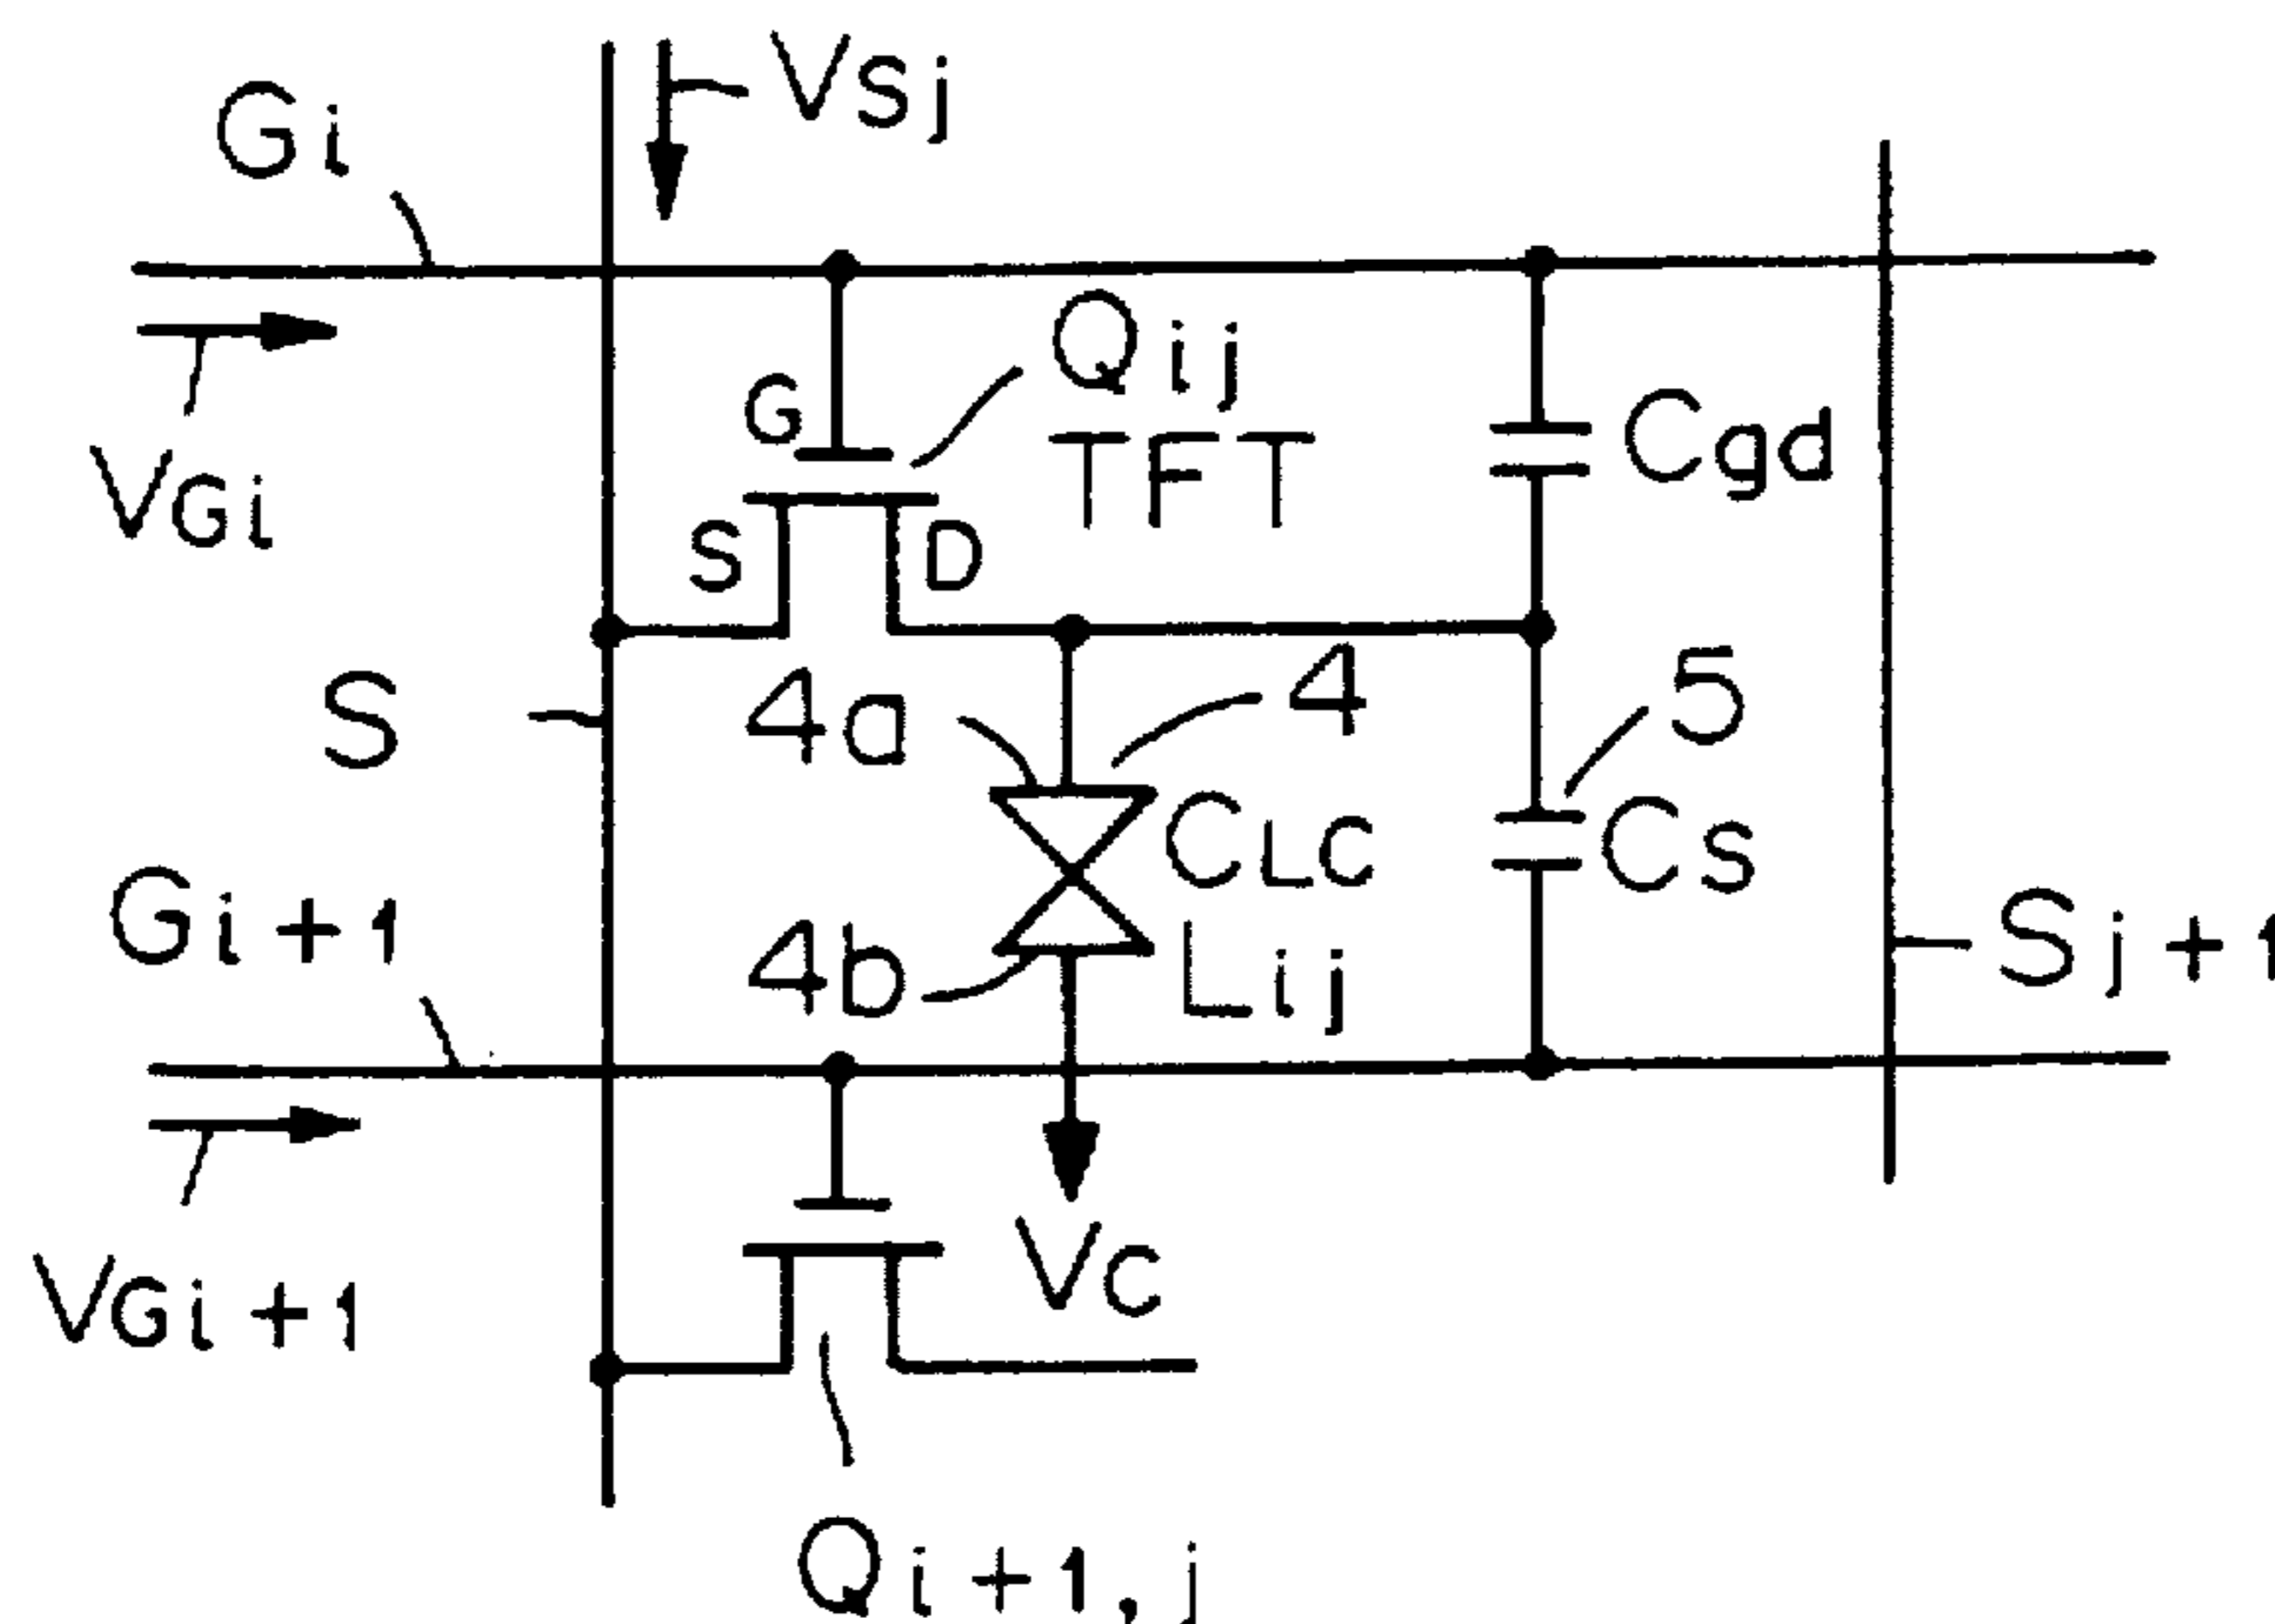 VSj
Gi
Qij
TFT
G
Cgd
VGi
S
D
S
4a
4
5
CLC
CS
Gi+1
4b
Lij
Sj+1
VGi+1
VC
Qi+1,j